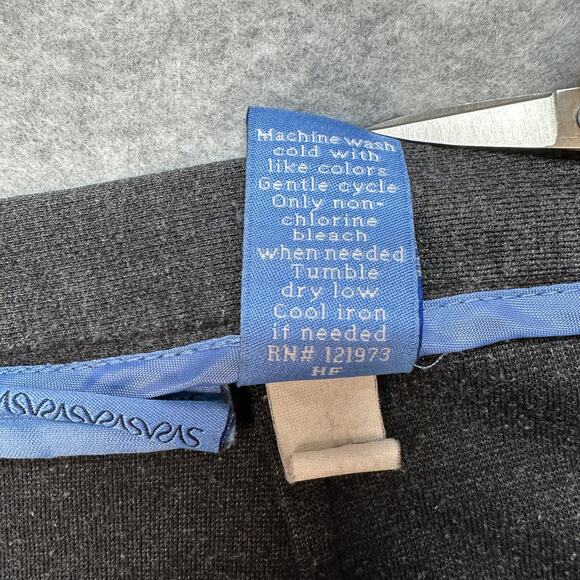 Machine wash
cold with
like colors
Gentle cycle
Only non-
chlorine
bleach
when needed
Tumble
dry low
Cool iron
if needed
RN# 121973